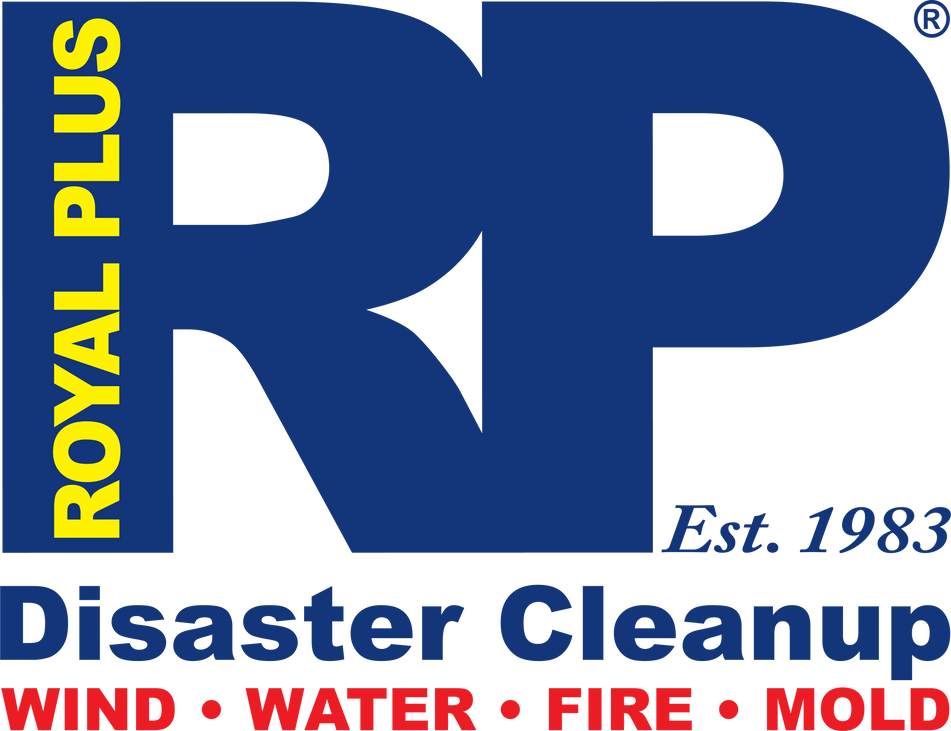 RP®
ROYAL PLUS
Est. 1983
Disaster Cleanup
WIND • WATER • FIRE • MOLD